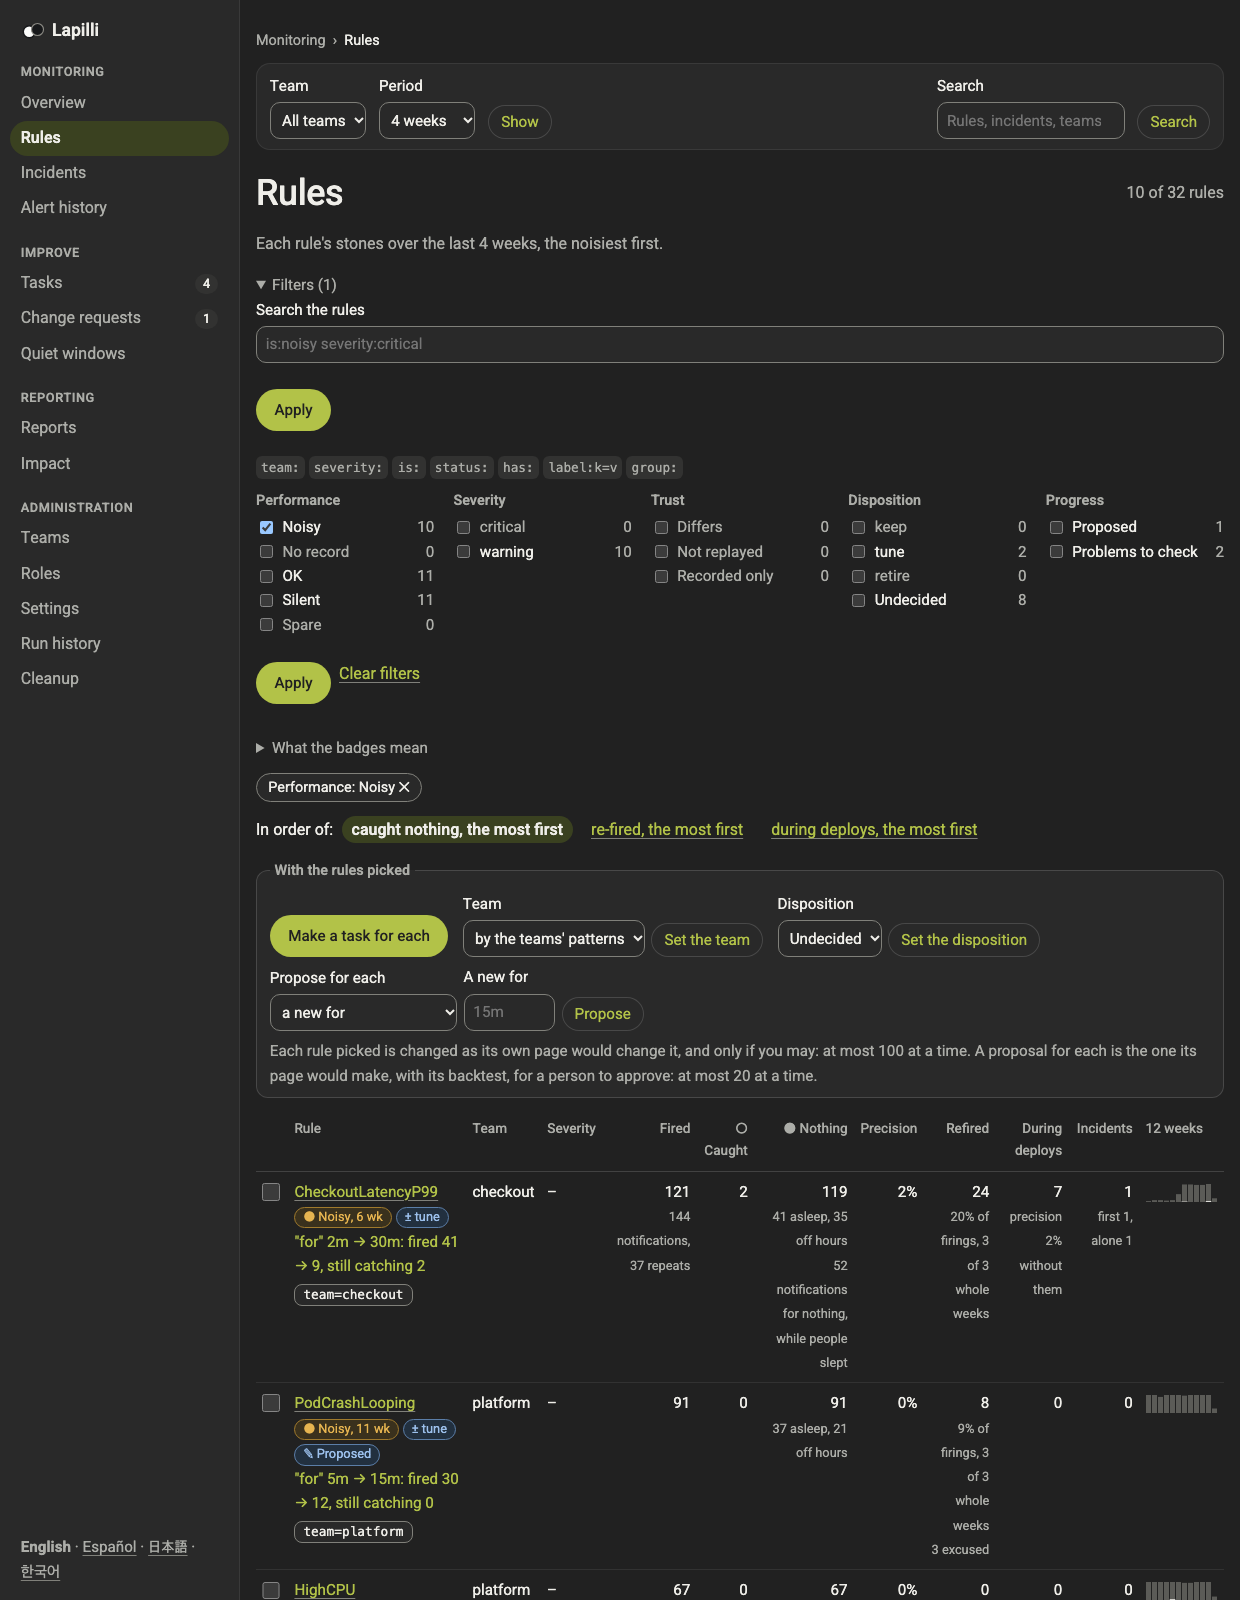 Lapilli
MONITORING
Overview
Rules
Incidents
Alert history
IMPROVE
Tasks 4
Change requests 1
Quiet windows
REPORTING
Reports
Impact
ADMINISTRATION
Teams
Roles
Settings
Run history
Cleanup
English · Español · 日本語 ·
한국어
Monitoring › Rules
Team
All teams
Period
4 weeks
Show
Search
Rules, incidents, teams
Search
Rules
10 of 32 rules
Each rule's stones over the last 4 weeks, the noisiest first.
▼ Filters (1)
Search the rules
is:noisy severity:critical
Apply
team: severity: is: status: has: label:k=v group:
Performance
Noisy 10
No record 0
OK 11
Silent 11
Spare 0
Severity
critical 0
warning 10
Trust
Differs 0
Not replayed 0
Recorded only 0
Disposition
keep 0
tune 2
retire 0
Undecided 8
Progress
Proposed 1
Problems to check 2
Apply
Clear filters
▶ What the badges mean
Performance: Noisy ✕
In order of: caught nothing, the most first re-fired, the most first during deploys, the most first
With the rules picked
Make a task for each
Team
by the teams' patterns
Set the team
Disposition
Undecided
Set the disposition
Propose for each
a new for
A new for
15m
Propose
Each rule picked is changed as its own page would change it, and only if you may: at most 100 at a time. A proposal for each is the one its
page would make, with its backtest, for a person to approve: at most 20 at a time.
Rule
Team
Severity
Fired
○
Caught
● Nothing
Precision
Refired
During
deploys
Incidents
12 weeks
CheckoutLatencyP99
● Noisy, 6 wk
± tune
"for" 2m → 30m: fired 41
→ 9, still catching 2
team=checkout
checkout
–
121
144
notifications,
37 repeats
2
119
41 asleep, 35
off hours
52
notifications
for nothing,
while people
slept
2%
24
20% of
firings, 3
of 3
whole
weeks
7
precision
2%
without
them
1
first 1,
alone 1
PodCrashLooping
● Noisy, 11 wk
± tune
✎ Proposed
"for" 5m → 15m: fired 30
→ 12, still catching 0
team=platform
platform
–
91
0
91
37 asleep, 21
off hours
0%
8
9% of
firings, 3
of 3
whole
weeks
3 excused
0
0
HighCPU
platform
–
67
0
67
0%
0
0
0